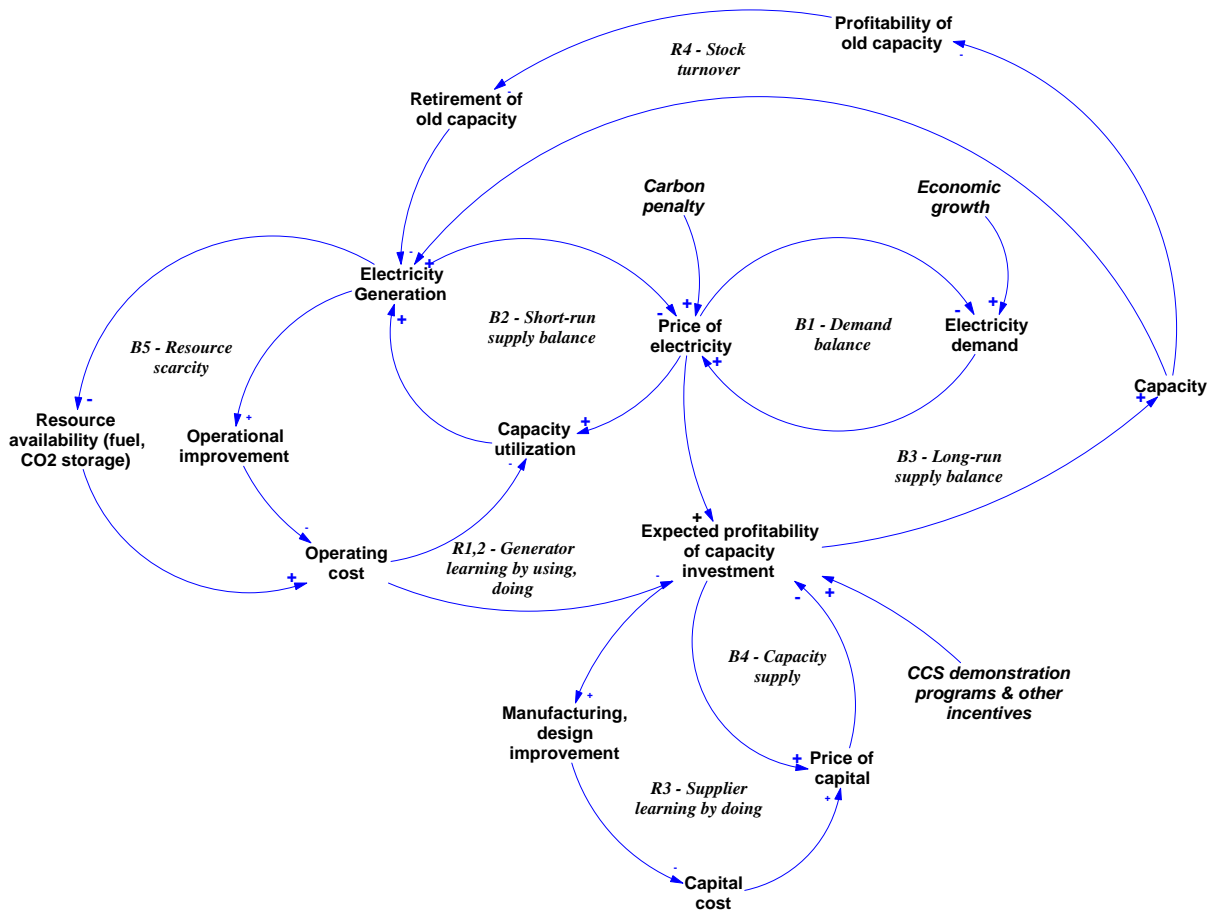 Profitability of
old capacity
R4 - Stock
turnover
Retirement of
old capacity
Carbon
penalty
Economic
growth
Electricity
Generation
B2 - Short-run
supply balance
Price of
electricity
B1 - Demand
balance
Electricity
demand
B5 - Resource
scarcity
Capacity
Resource
availability (fuel,
CO2 storage)
Operational
improvement
Capacity
utilization
B3 - Long-run
supply balance
Operating
cost
R1,2 - Generator
learning by using,
doing
Expected profitability
of capacity
investment
B4 - Capacity
supply
CCS demonstration
programs & other
incentives
Manufacturing,
design
improvement
Price of
capital
R3 - Supplier
learning by doing
Capital
cost